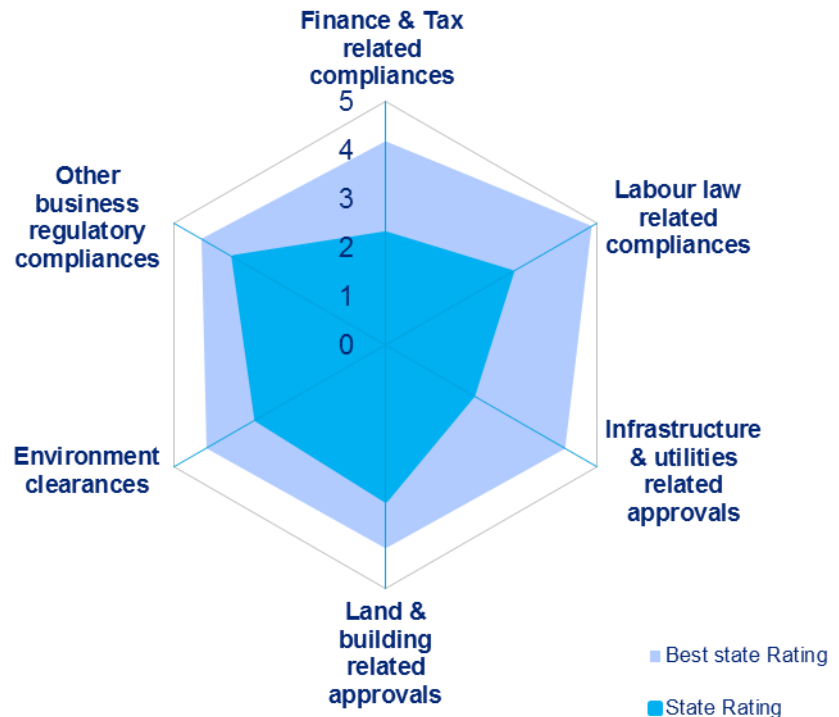 Finance & Tax
related
compliances
5
4
3
2
1
0
Labour law
related
compliances
Infrastructure
& utilities
related
approvals
Land &
building
related
approvals
Environment
clearances
Other
business
regulatory
compliances
Best state Rating
State Rating